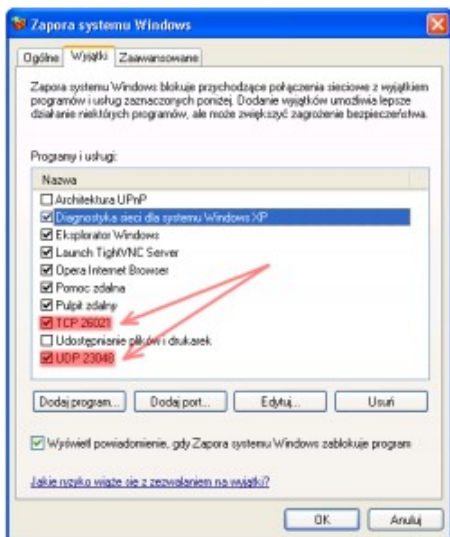 Zapora systemu Windows
Ogólne Wyjątki Zaawansowane
Zapora systemu Windows blokuje przychodzące połączenia sieciowe z wyjątkiem
programów i usług zaznaczonych poniżej. Dodanie wyjątków umożliwia lepsze
działanie niektórych programów, ale może zwiększyć zagrożenie bezpieczeństwa.
Programy i usługi:
Nazwa
Architektura UPnP
Diagnostyka sieci dla systemu Windows XP
Eksplorator Windows
Launch TightVNC Server
Opera Internet Browser
Pomoc zdalna
Pulpit zdalny
TCP 26021
Udostępnianie plików i drukarek
UDP 23048
Dodaj program... Dodaj port... Edytuj... Usuń
Wyświetl powiadomienie, gdy Zapora systemu Windows zablokuje program
Jakie ryzyko wiąże się z zezwalaniem na wyjątki?
OK Anuluj